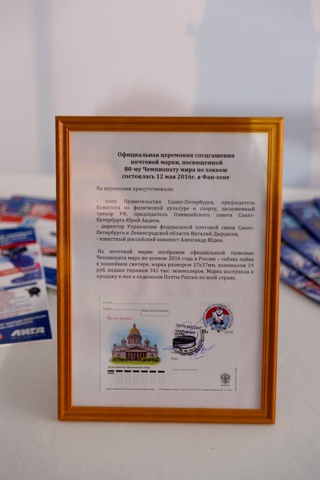 Официальная церемония спецгашения
почтовой марки, посвященной
80-му Чемпионату мира по хоккею
состоялась 12 мая 2016г. в Фан-зоне
На церемонии присутствовали:
- член Правительства Санкт-Петербурга, председатель
Комитета по физической культуре и спорту, заслуженный
тренер РФ, председатель Олимпийского совета Санкт-
Петербурга Юрий Авдеев.
- директор Управления федеральной почтовой связи Санкт-
Петербурга и Ленинградской области Виталий Дырдасов.
- известный российский хоккеист Александр Юдин.
На почтовой марке изображен официальный талисман
Чемпионата мира по хоккею 2016 года в России – собака лайка
в хоккейном свитере. марка размером 37х37мм, номиналом 19
руб. издана тиражом 342 тыс. экземпляров. Марка поступила в
продажу в мае в отделения Почты России по всей стране.
ЛИГА